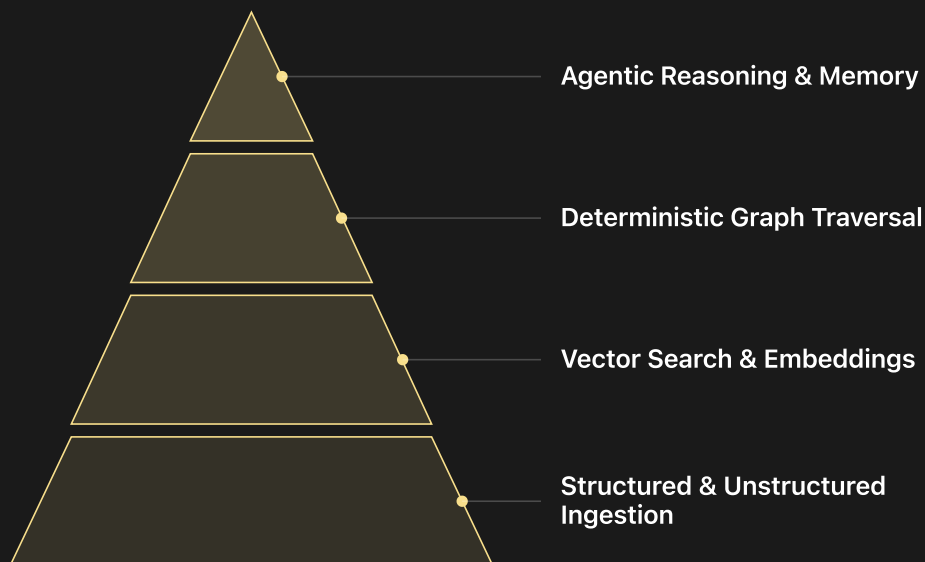 Agentic Reasoning & Memory
Deterministic Graph Traversal
Vector Search & Embeddings
Structured & Unstructured
Ingestion